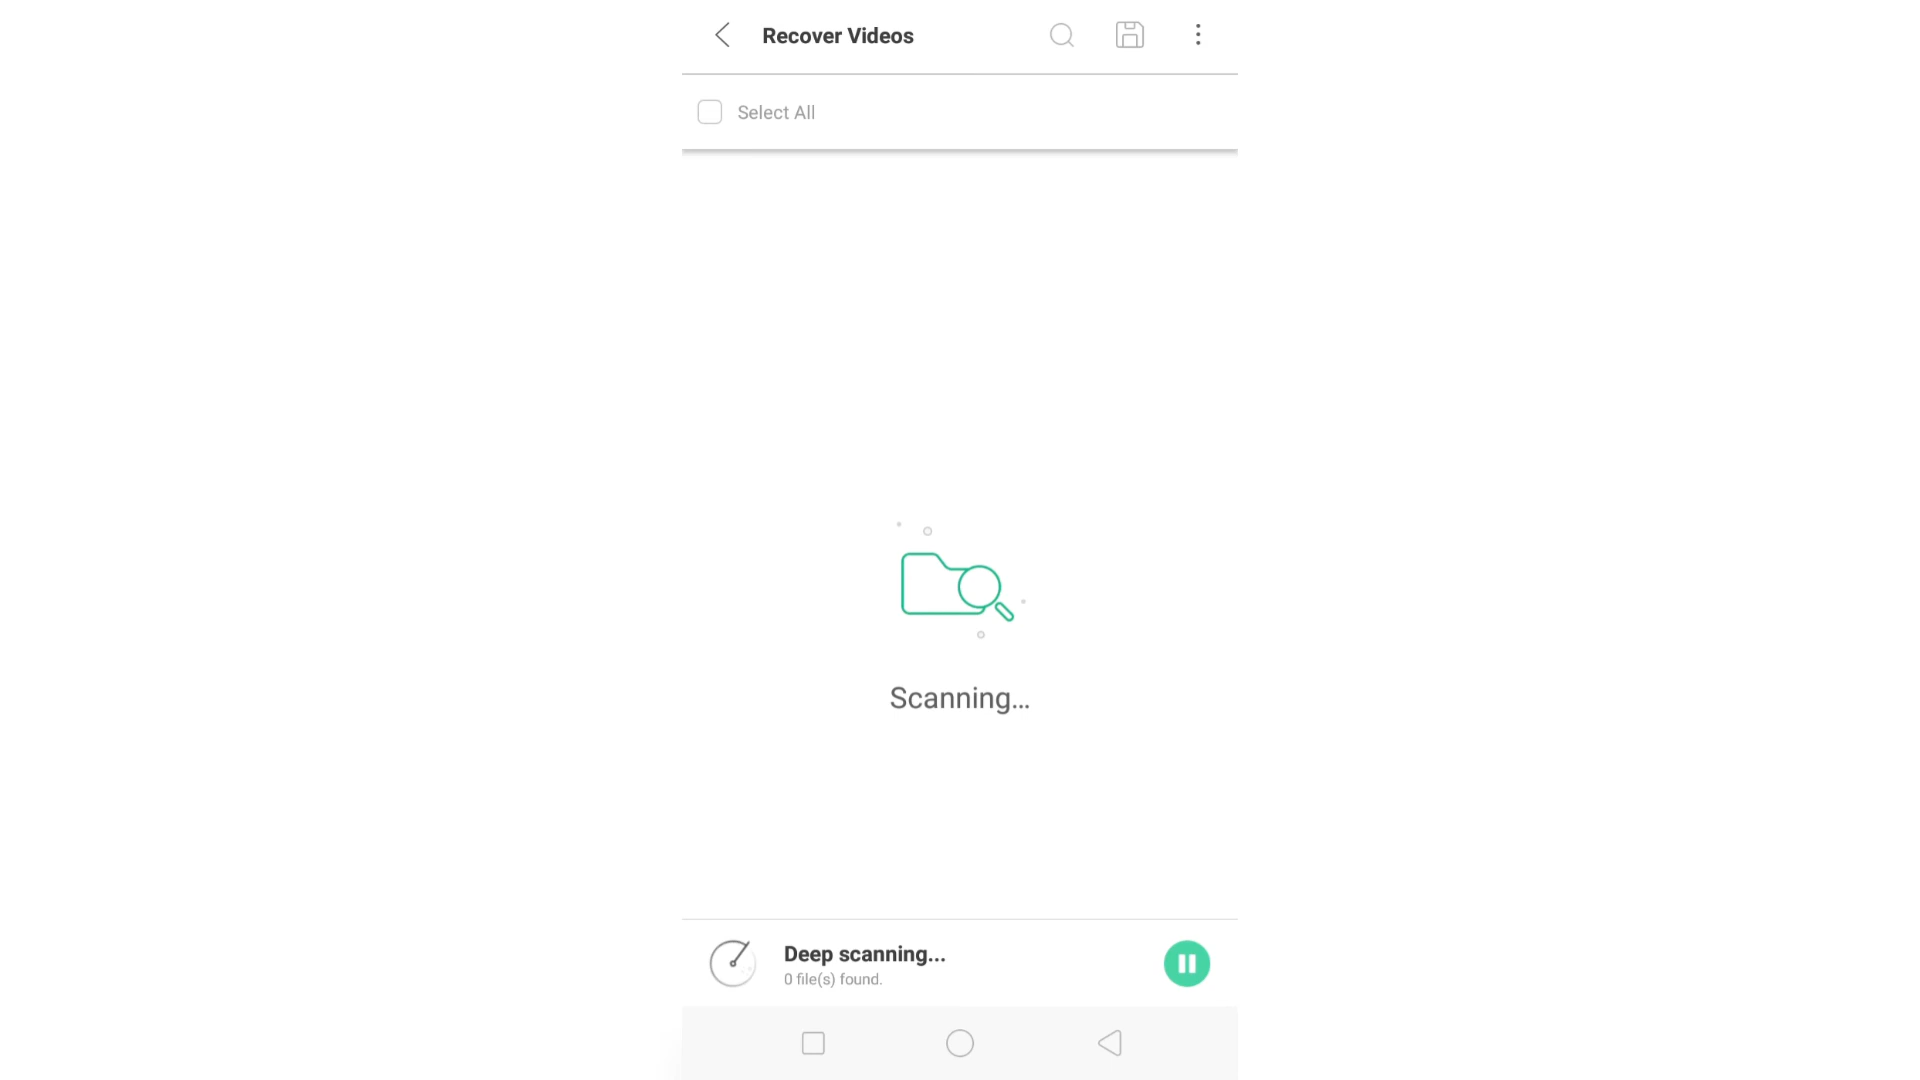 Recover Videos
Select All
Scanning...
Deep scanning...
0 file(s) found.